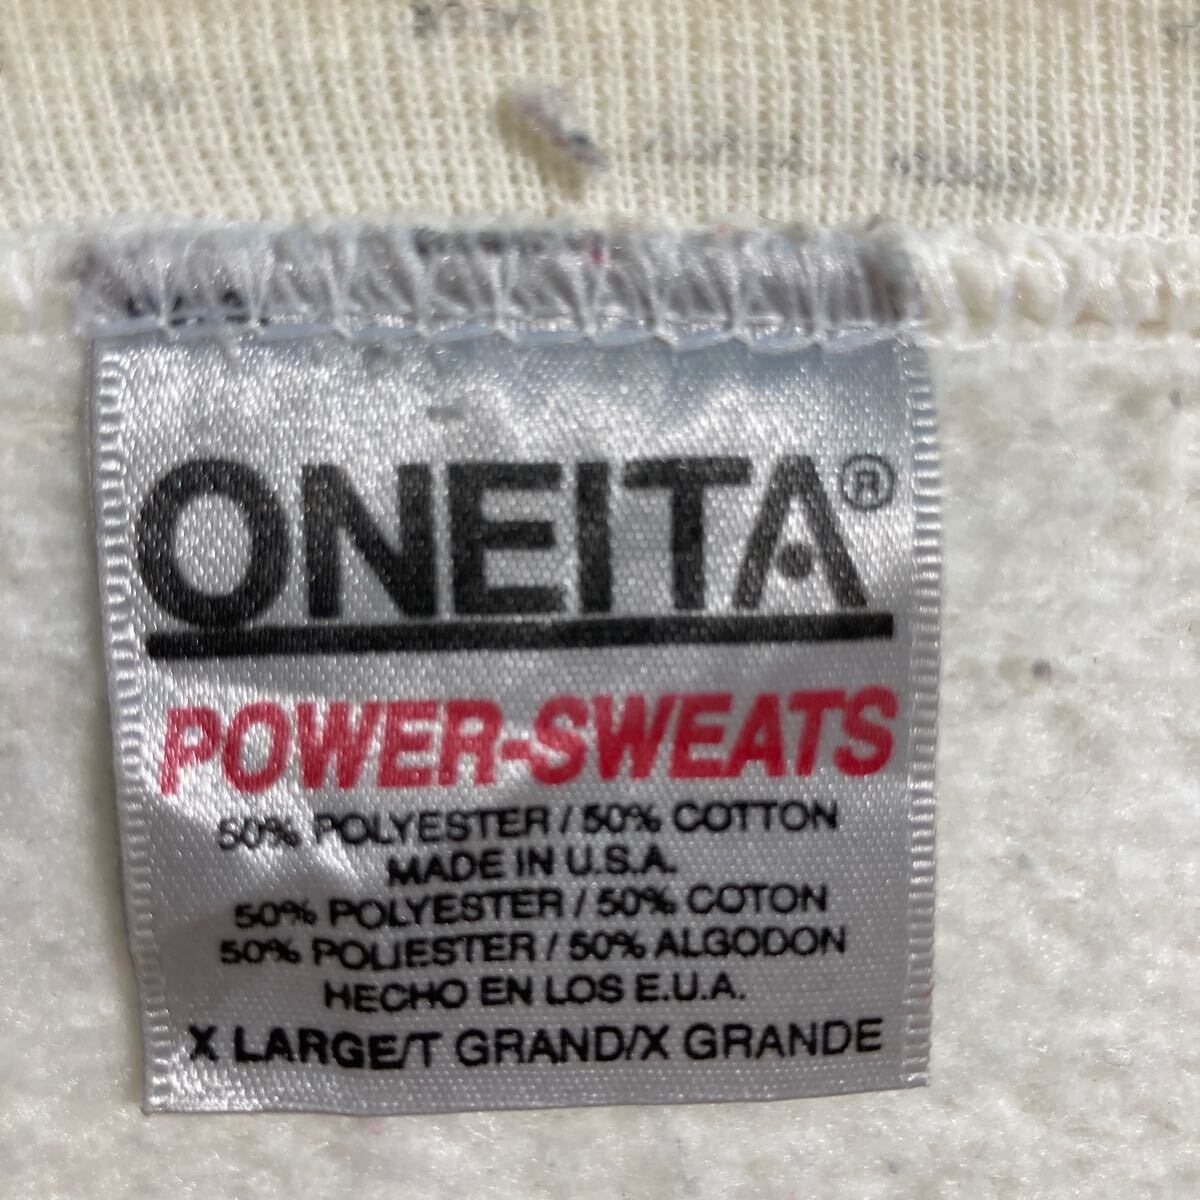 ONEITA®
POWER-SWEATS
50% POLYESTER / 50% COTTON
MADE IN U.S.A.
50% POLYESTER / 50% COTON
50% POLIESTER / 50% ALGODON
HECHO EN LOS E.U.A.
X LARGE/T GRAND/X GRANDE